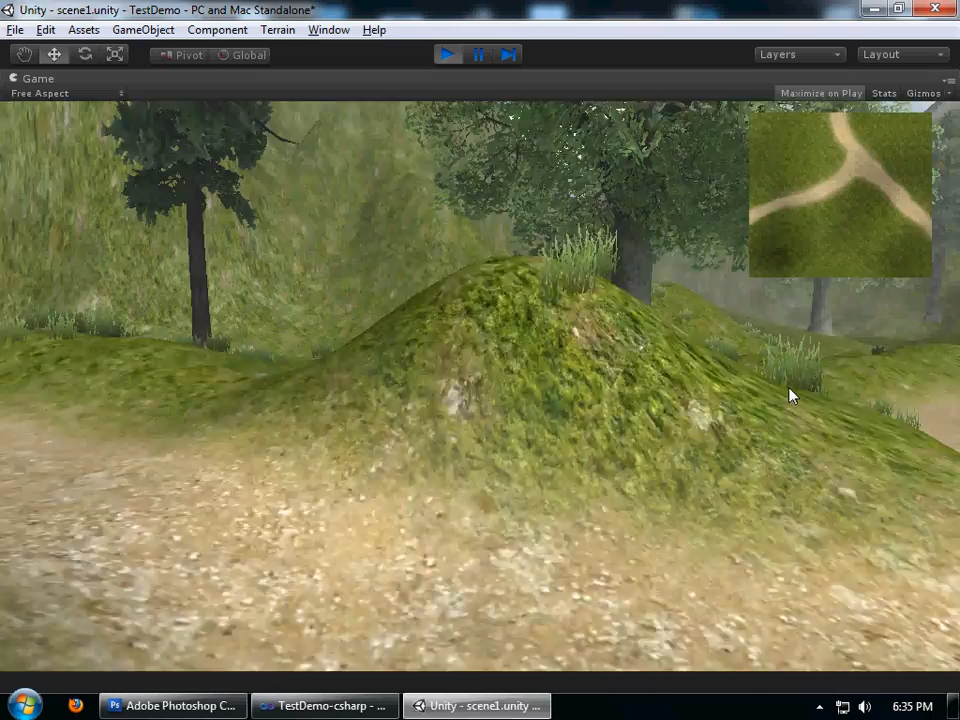 Unity - scene1.unity - TestDemo - PC and Mac Standalone*
File Edit Assets GameObject Component Terrain Window Help
Pivot Global Layers Layout
Game
Free Aspect Maximize on Play Stats Gizmos
Adobe Photoshop C... TestDemo-csharp - ... Unity - scene1.unity ... 6:35 PM